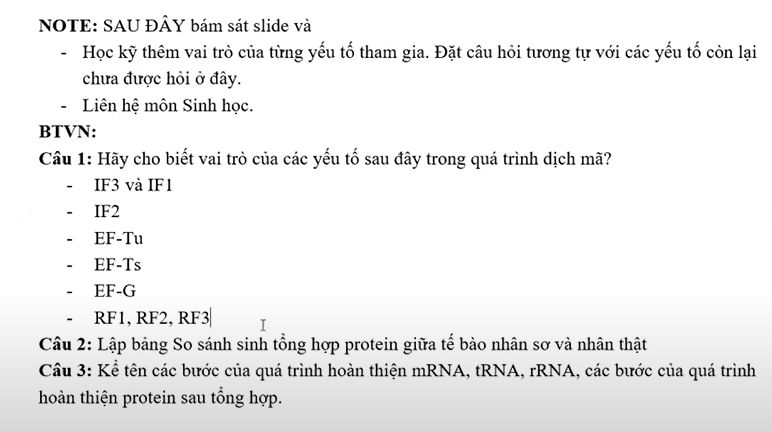 NOTE: SAU ĐÂY bám sát slide và
- Học kỹ thêm vai trò của từng yếu tố tham gia. Đặt câu hỏi tương tự với các yếu tố còn lại
chưa được hỏi ở đây.
- Liên hệ môn Sinh học.
BTVN:
Câu 1: Hãy cho biết vai trò của các yếu tố sau đây trong quá trình dịch mã?
- IF3 và IF1
- IF2
- EF-Tu
- EF-Ts
- EF-G
- RF1, RF2, RF3
Câu 2: Lập bảng So sánh sinh tổng hợp protein giữa tế bào nhân sơ và nhân thật
Câu 3: Kể tên các bước của quá trình hoàn thiện mRNA, tRNA, rRNA, các bước của quá trình
hoàn thiện protein sau tổng hợp.